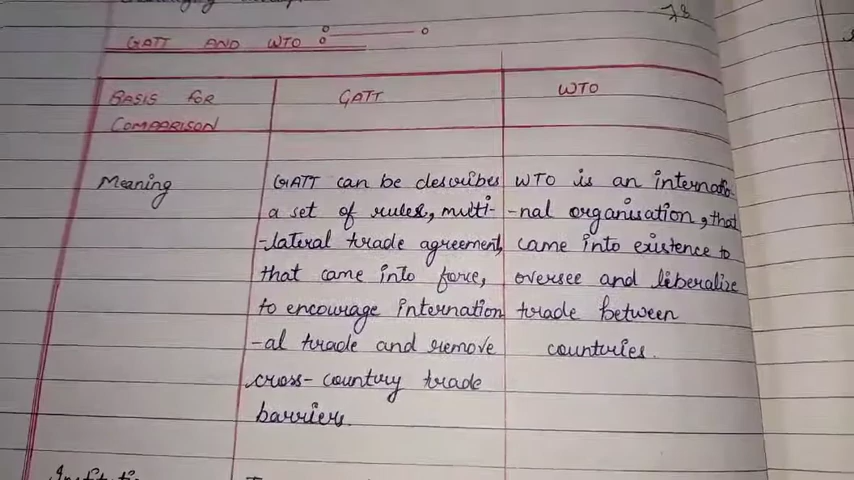 78
GATT AND WTO
BASIS FOR COMPARISON
GATT
WTO
Meaning
GATT can be describes
a set of rules, multi-
-lateral trade agreement,
that came into force,
to encourage internation
-al trade and remove
cross-country trade
barriers.
WTO is an internatio-
-nal organisation, that
came into existence to
oversee and liberalize
trade between
countries.